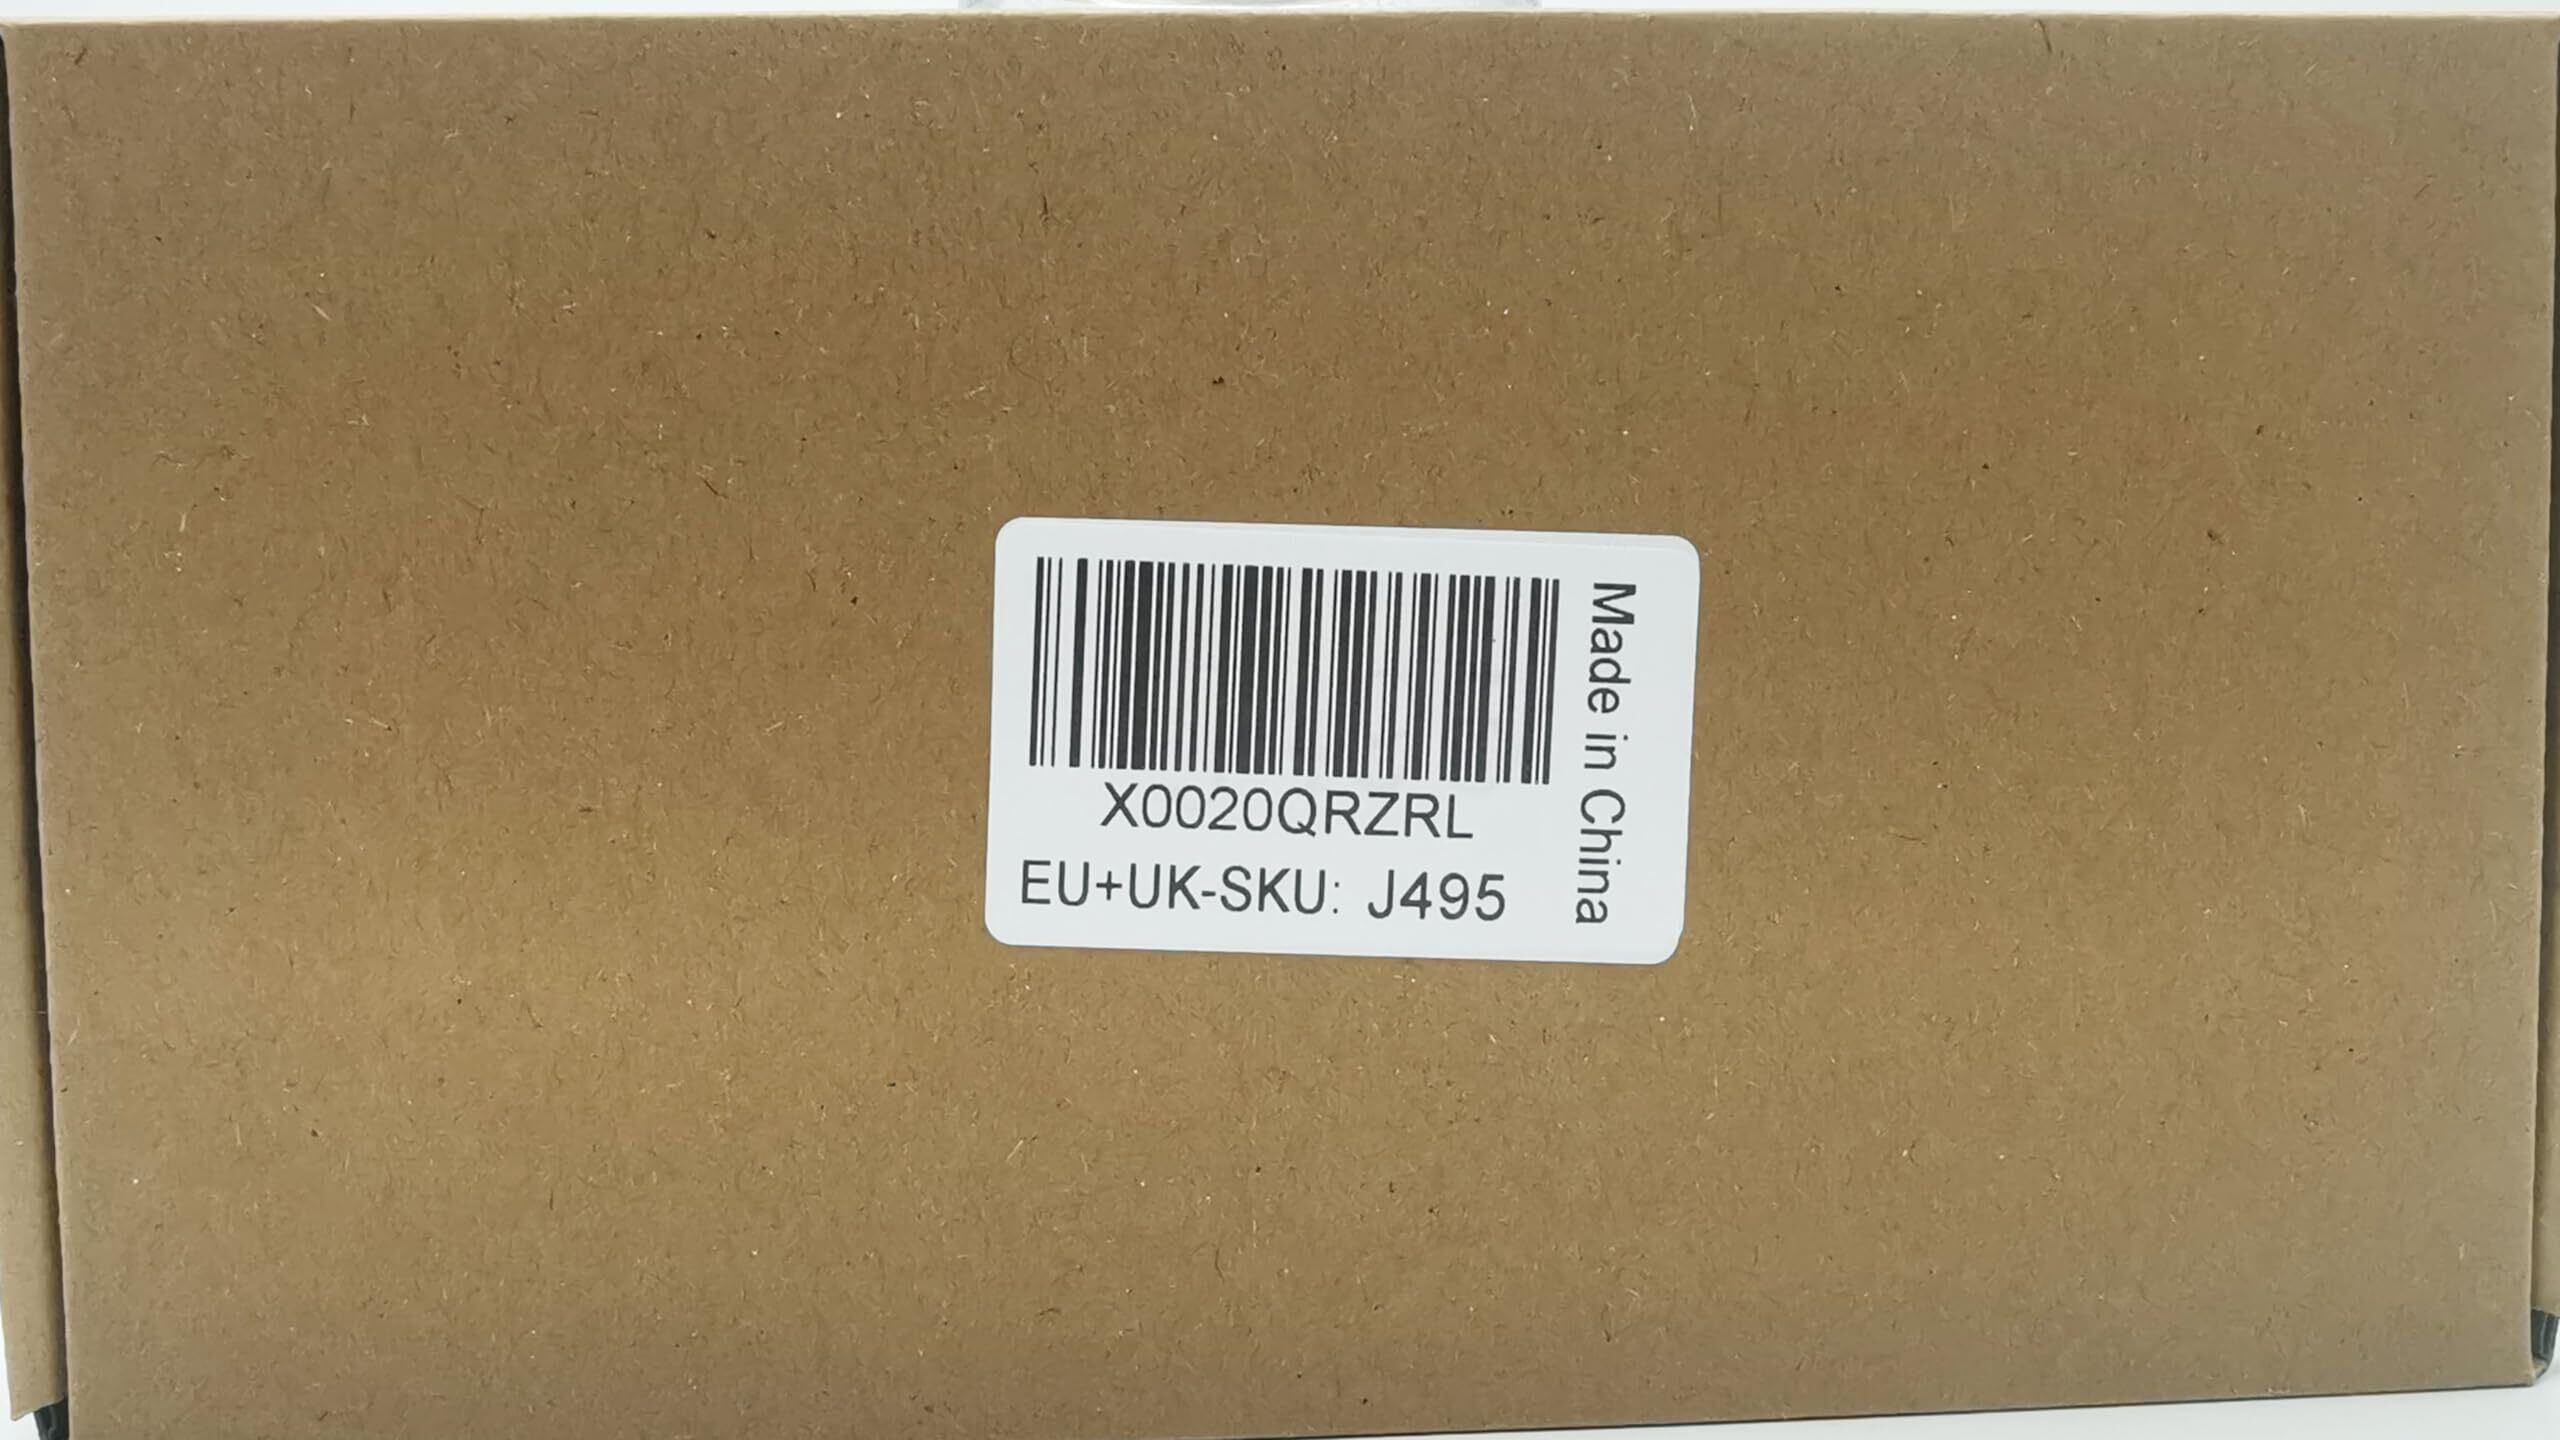 X0020QRZRL
EU+UK-SKU: J495
Made in China